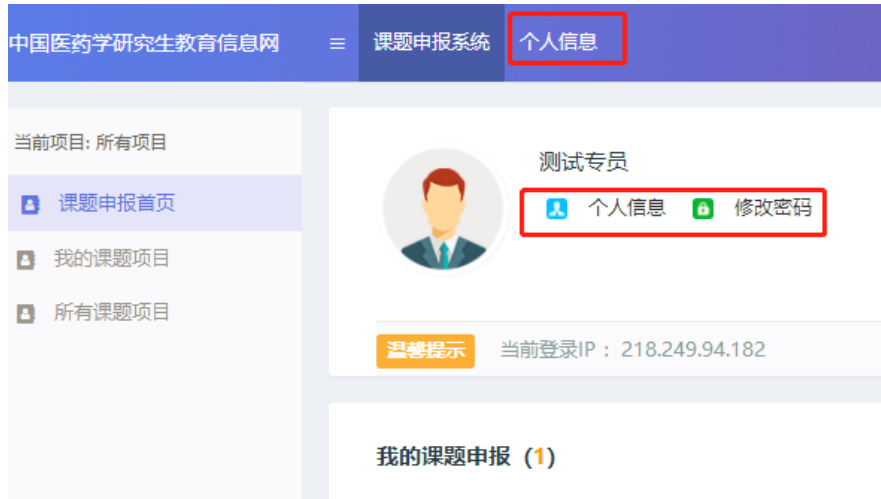 中国医药学研究生教育信息网 课题申报系统 个人信息
当前项目: 所有项目
课题申报首页
我的课题项目
所有课题项目
测试专员
个人信息 修改密码
温馨提示 当前登录IP： 218.249.94.182
我的课题申报 (1)